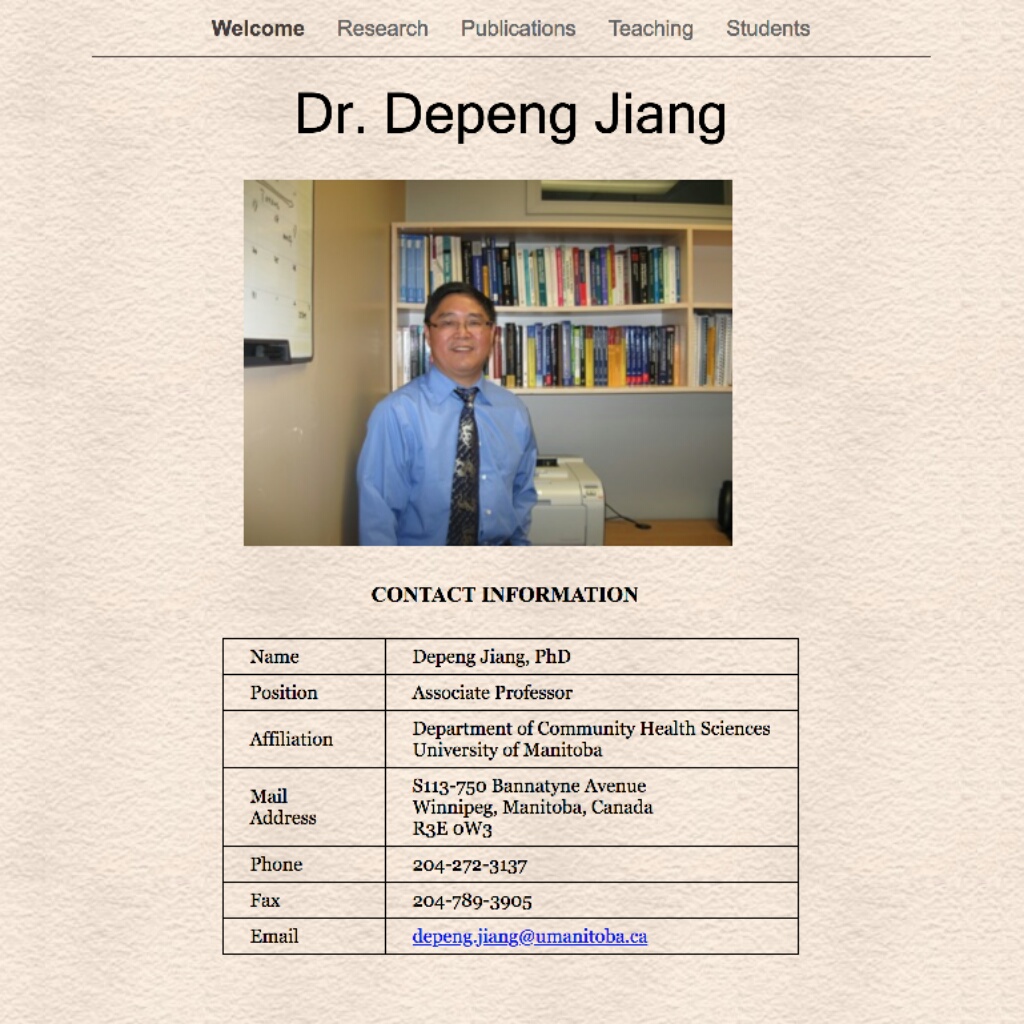 Welcome Research Publications Teaching Students
Dr. Depeng Jiang
CONTACT INFORMATION
Name Depeng Jiang, PhD
Position Associate Professor
Affiliation Department of Community Health Sciences
University of Manitoba
Mail Address S113-750 Bannatyne Avenue
Winnipeg, Manitoba, Canada
R3E 0W3
Phone 204-272-3137
Fax 204-789-3905
Email depeng.jiang@umanitoba.ca